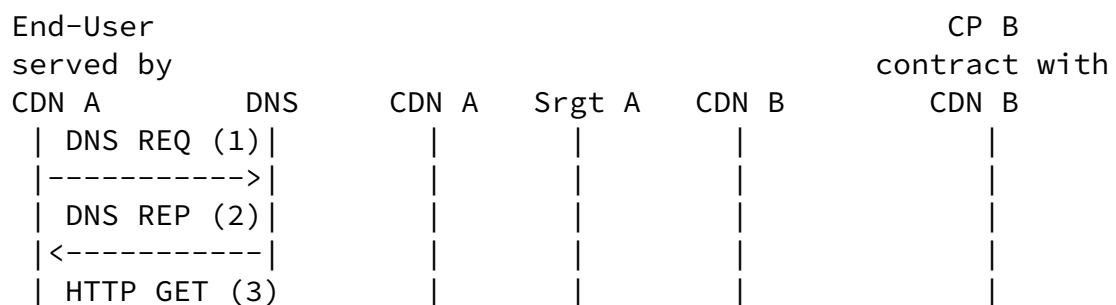 End-User                                          CP B
served by                                     contract with
CDN A         DNS      CDN A    Srgt A   CDN B       CDN B
 | DNS REQ (1)|          |        |        |             |
 |----------->|          |        |        |             |
 | DNS REP (2)|          |        |        |             |
 |<-----------|          |        |        |             |
 | HTTP GET (3)          |        |        |             |